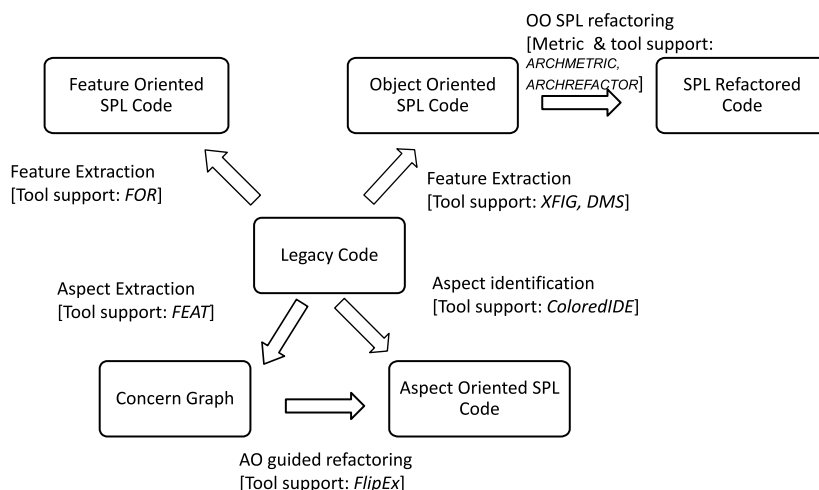 OO SPL refactoring
[Metric & tool support:
ARCHMETRIC,
ARCHREFACTOR]
Feature Oriented
SPL Code
Object Oriented
SPL Code
SPL Refactored
Code
Feature Extraction
[Tool support: FOR]
Feature Extraction
[Tool support: XFIG, DMS]
Legacy Code
Aspect Extraction
[Tool support: FEAT]
Aspect identification
[Tool support: ColoredIDE]
Concern Graph
Aspect Oriented SPL
Code
AO guided refactoring
[Tool support: FlipEx]